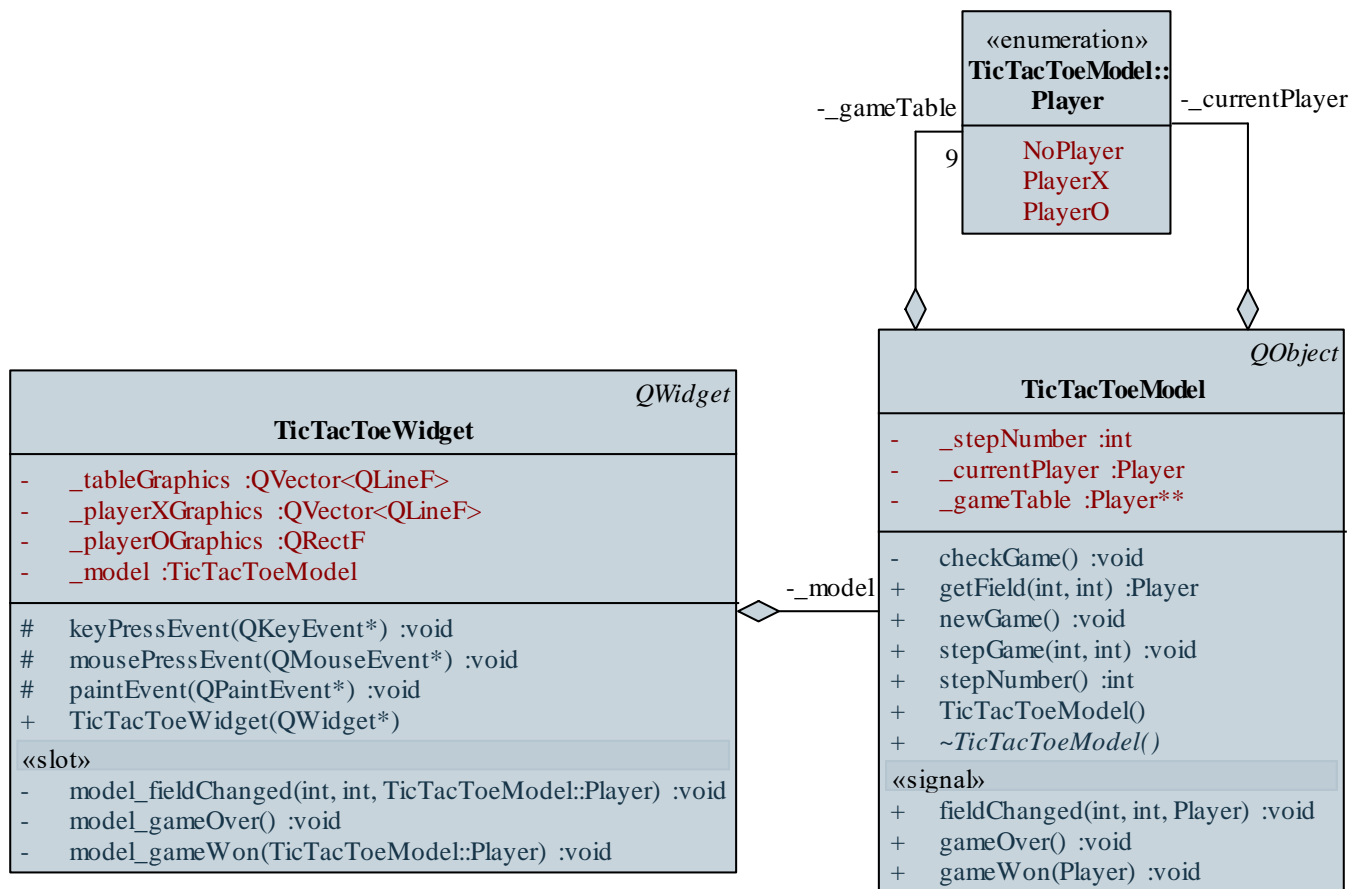 «enumeration»
TicTacToeModel::
Player
NoPlayer
PlayerX
PlayerO
-_gameTable
9
-_currentPlayer
QWidget
TicTacToeWidget
- _tableGraphics :QVector<QLineF>
- _playerXGraphics :QVector<QLineF>
- _playerOGraphics :QRectF
- _model :TicTacToeModel
# keyPressEvent(QKeyEvent*) :void
# mousePressEvent(QMouseEvent*) :void
# paintEvent(QPaintEvent*) :void
+ TicTacToeWidget(QWidget*)
«slot»
- model_fieldChanged(int, int, TicTacToeModel::Player) :void
- model_gameOver() :void
- model_gameWon(TicTacToeModel::Player) :void
-_model
QObject
TicTacToeModel
- _stepNumber :int
- _currentPlayer :Player
- _gameTable :Player**
- checkGame() :void
+ getField(int, int) :Player
+ newGame() :void
+ stepGame(int, int) :void
+ stepNumber() :int
+ TicTacToeModel()
+ ~TicTacToeModel()
«signal»
+ fieldChanged(int, int, Player) :void
+ gameOver() :void
+ gameWon(Player) :void